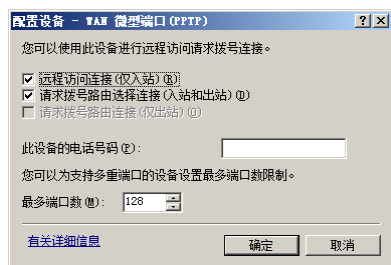 配置设备 - WAN 微型端口(PPTP)
您可以使用此设备进行远程访问请求拨号连接。
远程访问连接(仅入站)(R)
请求拨号路由选择连接(入站和出站)(D)
请求拨号路由连接(仅出站)(O)
此设备的电话号码(P):
您可以为支持多重端口的设备设置最多端口数限制。
最多端口数(M): 128
有关详细信息
确定 取消